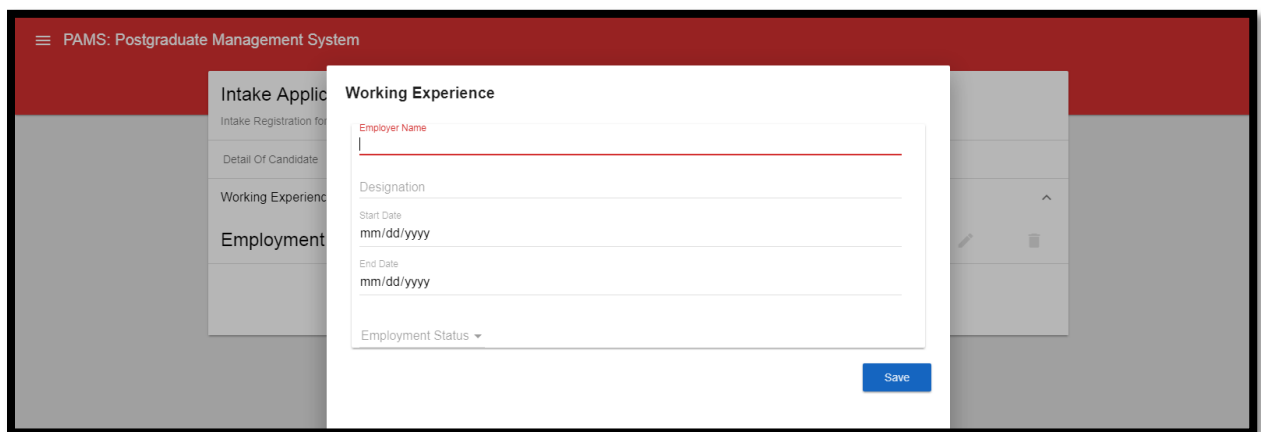 PAMS: Postgraduate Management System
Intake Applic
Intake Registration for
Detail Of Candidate
Working Experienc
Employment
Working Experience
Employer Name
Designation
Start Date
mm/dd/yyyy
End Date
mm/dd/yyyy
Employment Status
Save